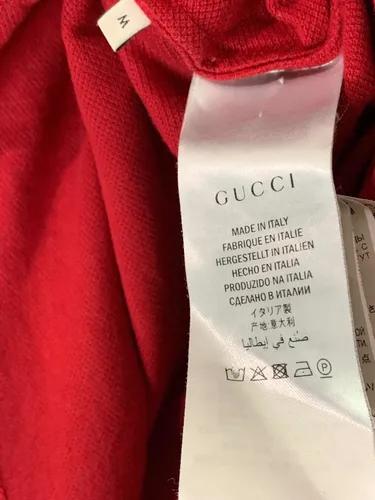 M
GUCCI
MADE IN ITALY
FABRIQUE EN ITALIE
HERGESTELLT IN ITALIEN
HECHO EN ITALIA
PRODUZIDO NA ITALIA
СДЕЛАНО В ИТАЛИИ
イタリア製
产地:意大利
صنع في إيطاليا
P